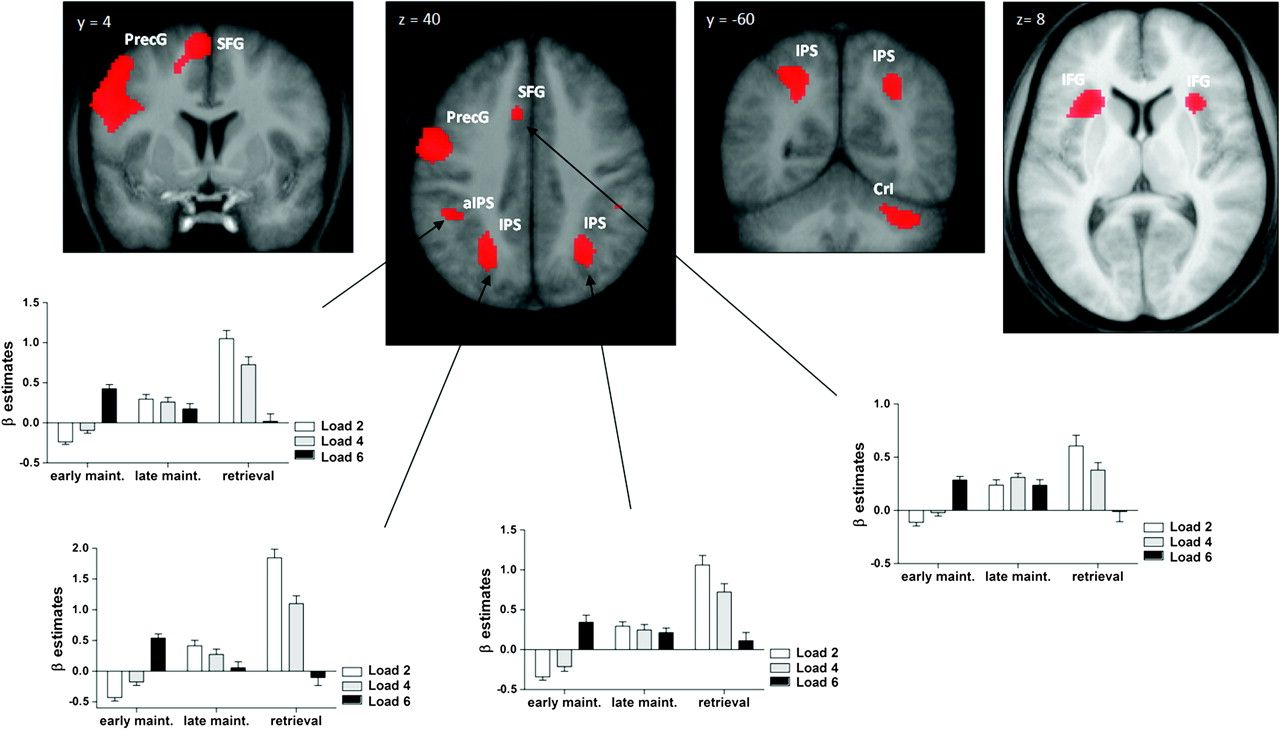 y = 4
PrecG
SFG
z = 40
SFG
PrecG
aIPS
IPS
IPS
y = -60
IPS
IPS
CrI
z= 8
IFG
IFG
β estimates
1.5
1.0
0.5
0.0
-0.5
early maint.
late maint.
retrieval
Load 2
Load 4
Load 6
β estimates
1.0
0.5
0.0
-0.5
early maint.
late maint.
retrieval
Load 2
Load 4
Load 6
β estimates
2.0
1.5
1.0
0.5
0.0
-0.5
early maint.
late maint.
retrieval
Load 2
Load 4
Load 6
β estimates
1.5
1.0
0.5
0.0
-0.5
early maint.
late maint.
retrieval
Load 2
Load 4
Load 6